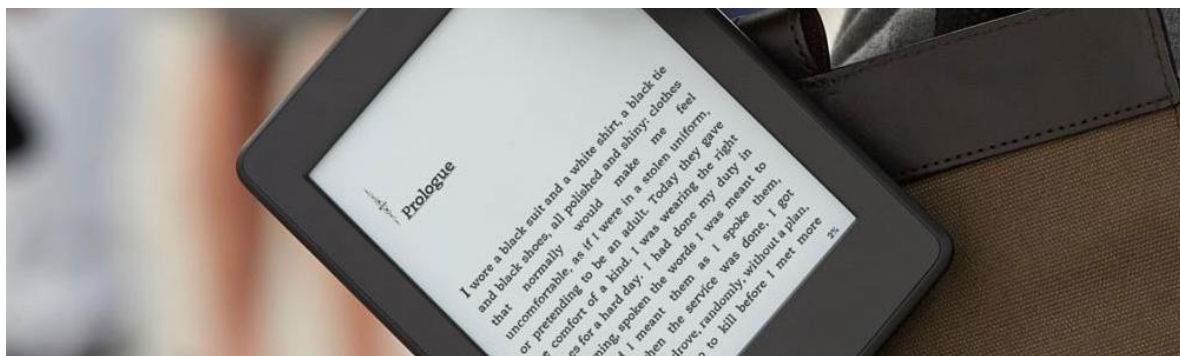 Prologue
I wore a black suit and a white shirt, a black tie
and black shoes, all polished and shiny: clothes
that normally would make me feel
uncomfortable, as if I were in a stolen uniform,
or pretending to be an adult. Today they gave
comfort of a kind. I was wearing the right
es for a hard day. I had done my duty in
ming spoken the words I was meant to
d I meant them as I spoke them,
hen the service was done, I got
drove, randomly, without a plan,
o to kill before I met more
2%